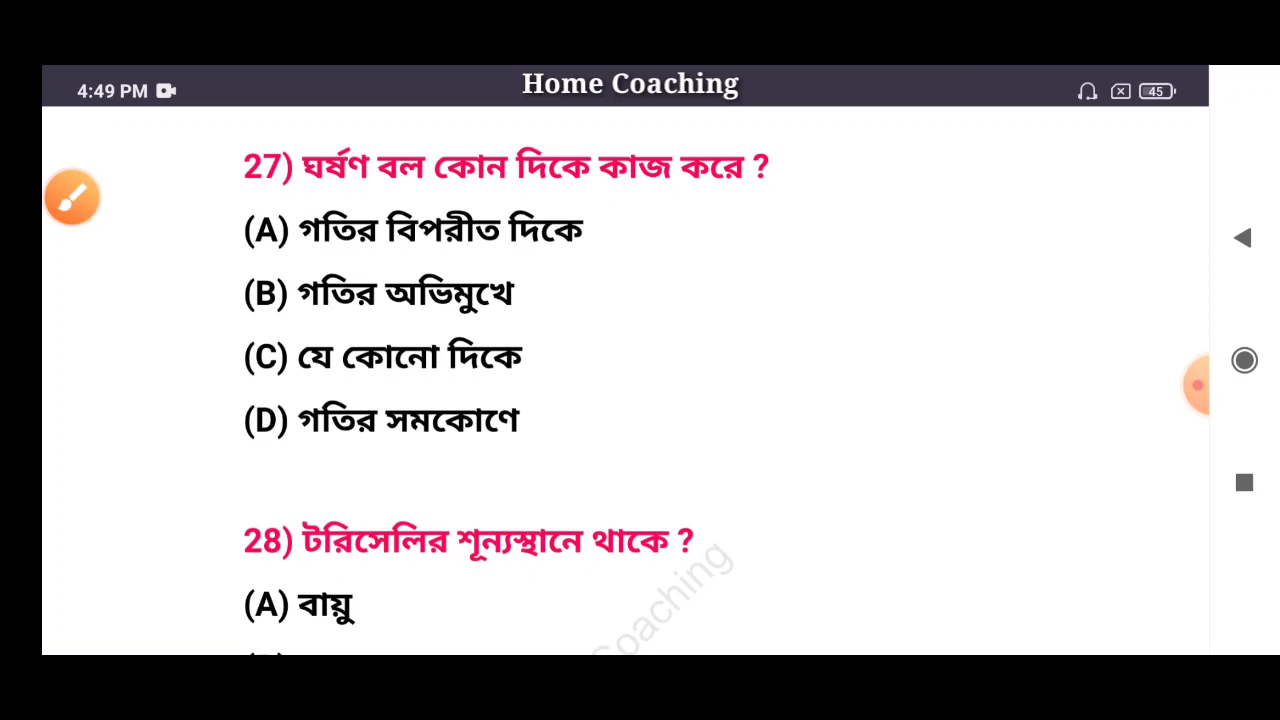 4:49 PM
Home Coaching
45
27) ঘর্ষণ বল কোন দিকে কাজ করে ?
(A) গতির বিপরীত দিকে
(B) গতির অভিমুখে
(C) যে কোনো দিকে
(D) গতির সমকোণে
28) টরিসেলির শূন্যস্থানে থাকে ?
(A) বায়ু
Coaching